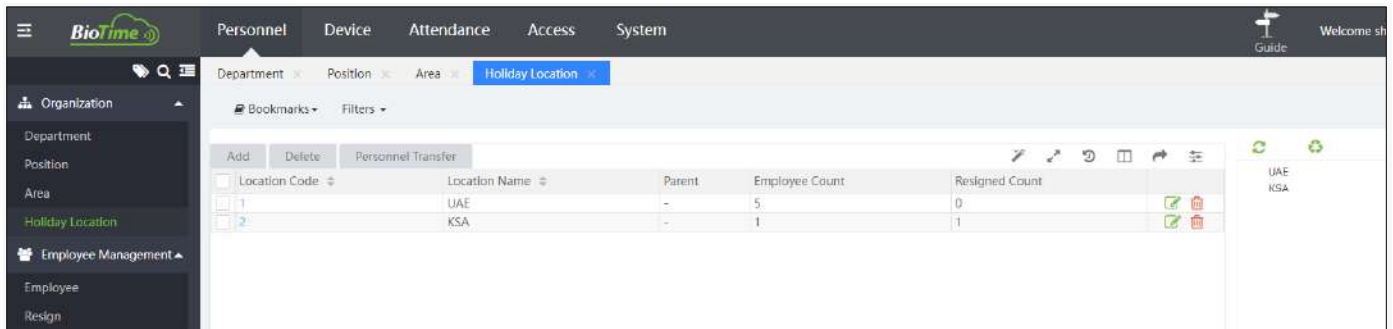 BioTime
Personnel Device Attendance Access System
Guide
Welcome sh
Department Position Area Holiday Location
Organization
Bookmarks Filters
Department
Position
Area
Holiday Location
Employee Management
Employee
Resign
Add Delete Personnel Transfer
Location Code Location Name Parent Employee Count Resigned Count
1 UAE - 5 0
2 KSA - 1 1
UAE
KSA